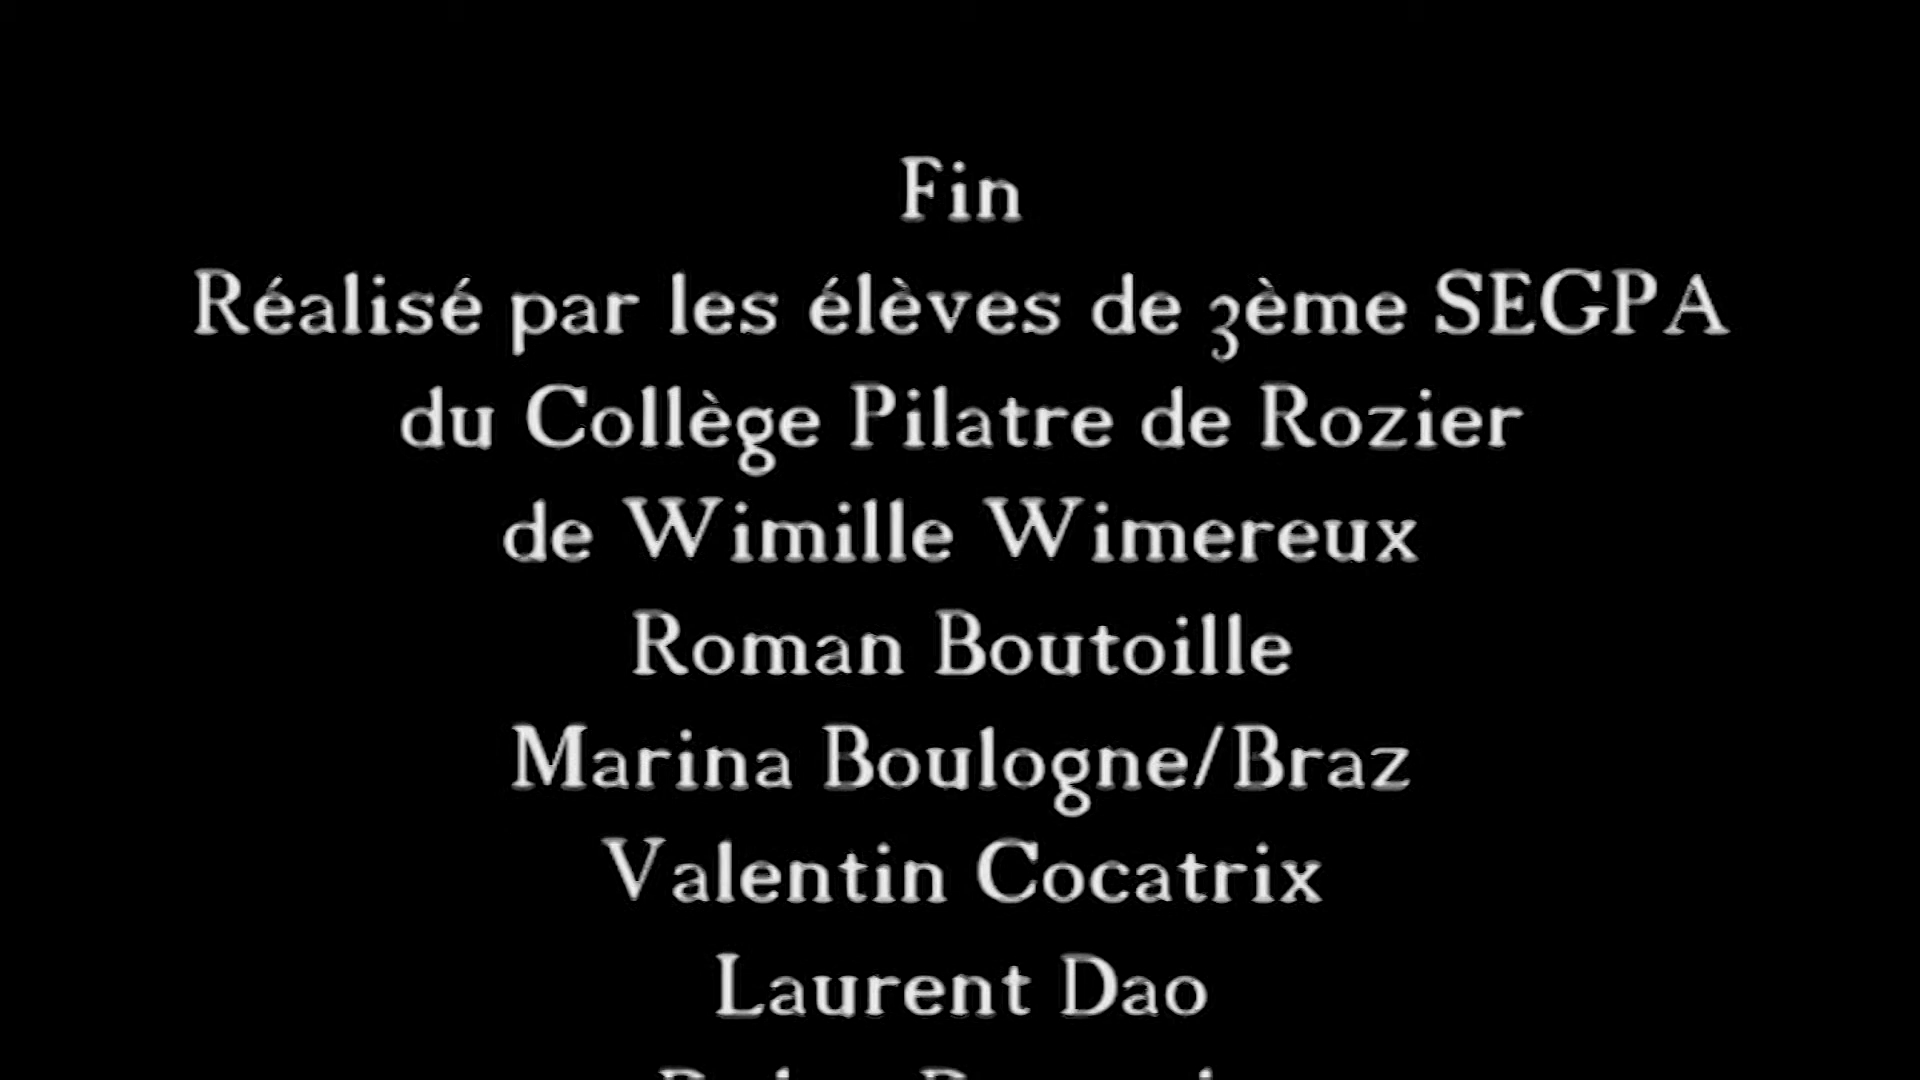 Fin
Réalisé par les élèves de 3ème SEGPA
du Collège Pilatre de Rozier
de Wimille Wimereux
Roman Boutoille
Marina Boulogne/Braz
Valentin Cocatrix
Laurent Dao